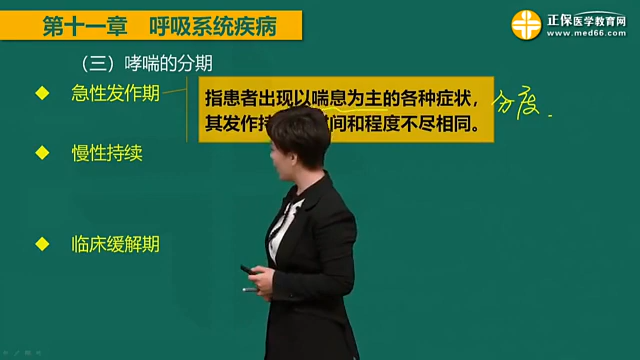 第十一章 呼吸系统疾病
正保医学教育网
www.med66.com
（三）哮喘的分期
◆ 急性发作期
指患者出现以喘息为主的各种症状，
其发作持 间和程度不尽相同。
分度.
◆ 慢性持续
◆ 临床缓解期